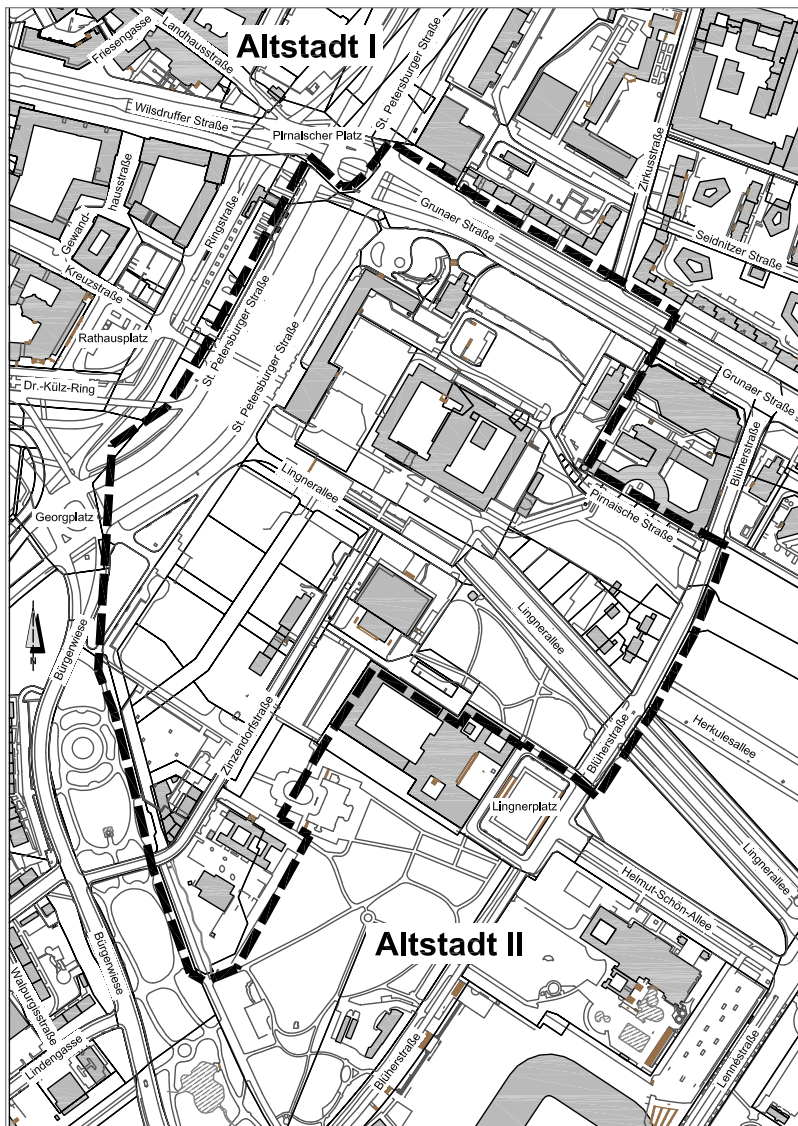 Altstadt I
Friesengasse
Landhausstraße
St. Petersburger Straße
Wilsdruffer Straße
Pirnaischer Platz
Zirkusstraße
Gewand-
hausstraße
Ringstraße
Grunaer Straße
Seidnitzer Straße
Kreuzstraße
Rathausplatz
St. Petersburger Straße
St. Petersburger Straße
Dr.-Külz-Ring
Grunaer Straße
Blüherstraße
Lingnerallee
Pirnaische Straße
Georgplatz
Lingnerallee
N
Bürgerwiese
Zinzendorfstraße
Blüherstraße
Herkulesallee
Lingnerplatz
Lingnerallee
Helmut-Schön-Allee
Altstadt II
Bürgerwiese
Walpurgisstraße
Lindengasse
Blüherstraße
Lennéstraße